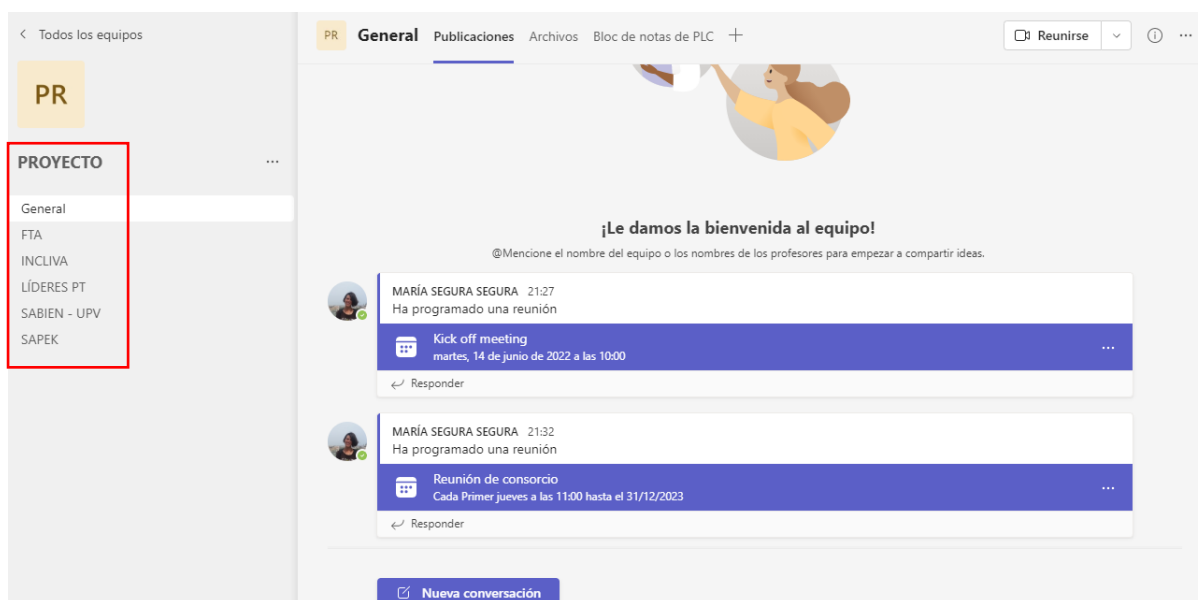 Todos los equipos
PR
PROYECTO
General
FTA
INCLIVA
LÍDERES PT
SABIEN - UPV
SAPEK
PR General Publicaciones Archivos Bloc de notas de PLC
Reunirse
¡Le damos la bienvenida al equipo!
@Mencione el nombre del equipo o los nombres de los profesores para empezar a compartir ideas.
MARÍA SEGURA SEGURA 21:27
Ha programado una reunión
Kick off meeting
martes, 14 de junio de 2022 a las 10:00
Responder
MARÍA SEGURA SEGURA 21:32
Ha programado una reunión
Reunión de consorcio
Cada Primer jueves a las 11:00 hasta el 31/12/2023
Responder
Nueva conversación